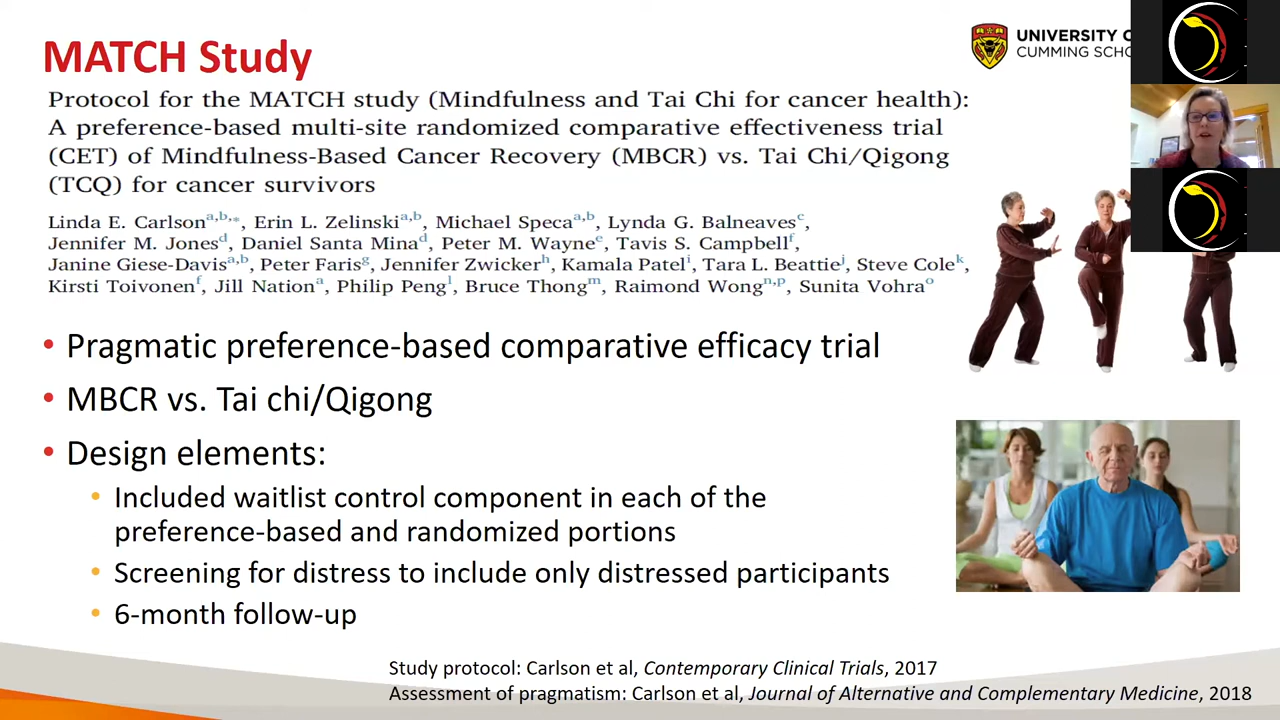 MATCH Study
UNIVERSITY O
CUMMING SCHO
Protocol for the MATCH study (Mindfulness and Tai Chi for cancer health):
A preference-based multi-site randomized comparative effectiveness trial
(CET) of Mindfulness-Based Cancer Recovery (MBCR) vs. Tai Chi/Qigong
(TCQ) for cancer survivors
Linda E. Carlson^a,b,*, Erin L. Zelinski^a,b, Michael Speca^a,b, Lynda G. Balneaves^c,
Jennifer M. Jones^d, Daniel Santa Mina^d, Peter M. Wayne^e, Tavis S. Campbell^f,
Janine Giese-Davis^a,b, Peter Faris^g, Jennifer Zwicker^h, Kamala Patel^i, Tara L. Beattie^j, Steve Cole^k,
Kirsti Toivonen^f, Jill Nation^a, Philip Peng^l, Bruce Thong^m, Raimond Wong^n,p, Sunita Vohra^o
• Pragmatic preference-based comparative efficacy trial
• MBCR vs. Tai chi/Qigong
• Design elements:
• Included waitlist control component in each of the
preference-based and randomized portions
• Screening for distress to include only distressed participants
• 6-month follow-up
Study protocol: Carlson et al, Contemporary Clinical Trials, 2017
Assessment of pragmatism: Carlson et al, Journal of Alternative and Complementary Medicine, 2018